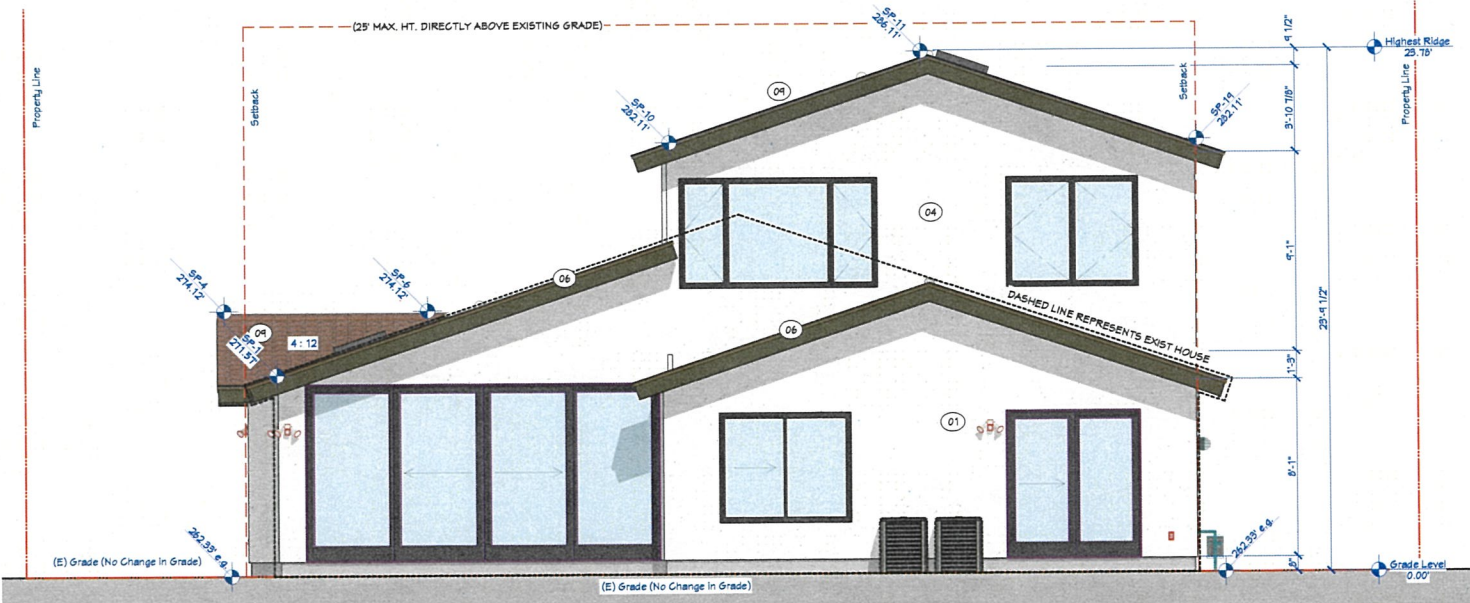 (25' MAX. HT. DIRECTLY ABOVE EXISTING GRADE)
SP-11
286.11'
9 1/2"
Highest Ridge
23.78'
Property Line
Setback
Setback
Property Line
09
SP-10
282.11'
SP-19
282.11'
3'-10 7/8"
04
9'-1"
SP-4
274.12'
SP-6
274.12'
06
DASHED LINE REPRESENTS EXIST HOUSE
23'-9 1/2"
09
SP-1
271.57'
4 : 12
06
1'-3"
01
8'-1"
262.33' e.g.
262.33' e.g.
(E) Grade (No Change in Grade)
(E) Grade (No Change in Grade)
8"
Grade Level
0.00'